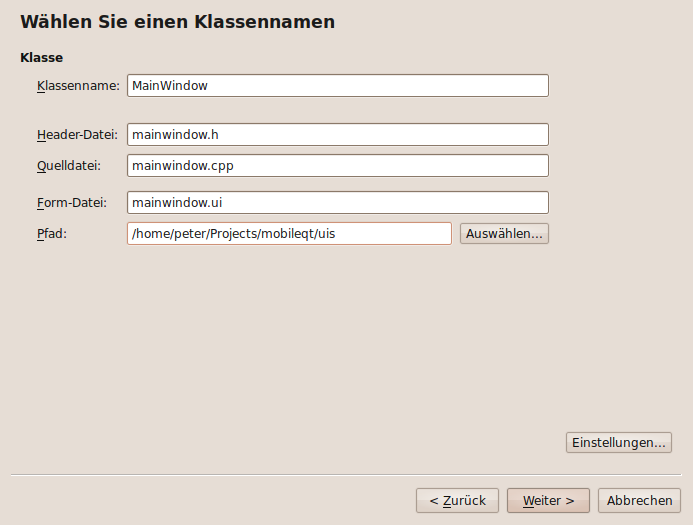 Wählen Sie einen Klassennamen
Klasse
Klassenname: MainWindow
Header-Datei: mainwindow.h
Quelldatei: mainwindow.cpp
Form-Datei: mainwindow.ui
Pfad: /home/peter/Projects/mobileqt/uis Auswählen...
Einstellungen...
< Zurück Weiter > Abbrechen